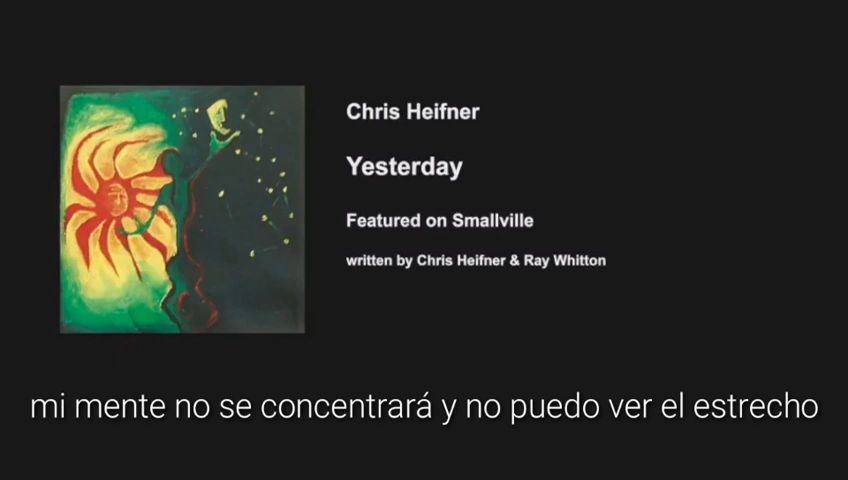 Chris Heifner
Yesterday
Featured on Smallville
written by Chris Heifner & Ray Whitton
mi mente no se concentrará y no puedo ver el estrecho